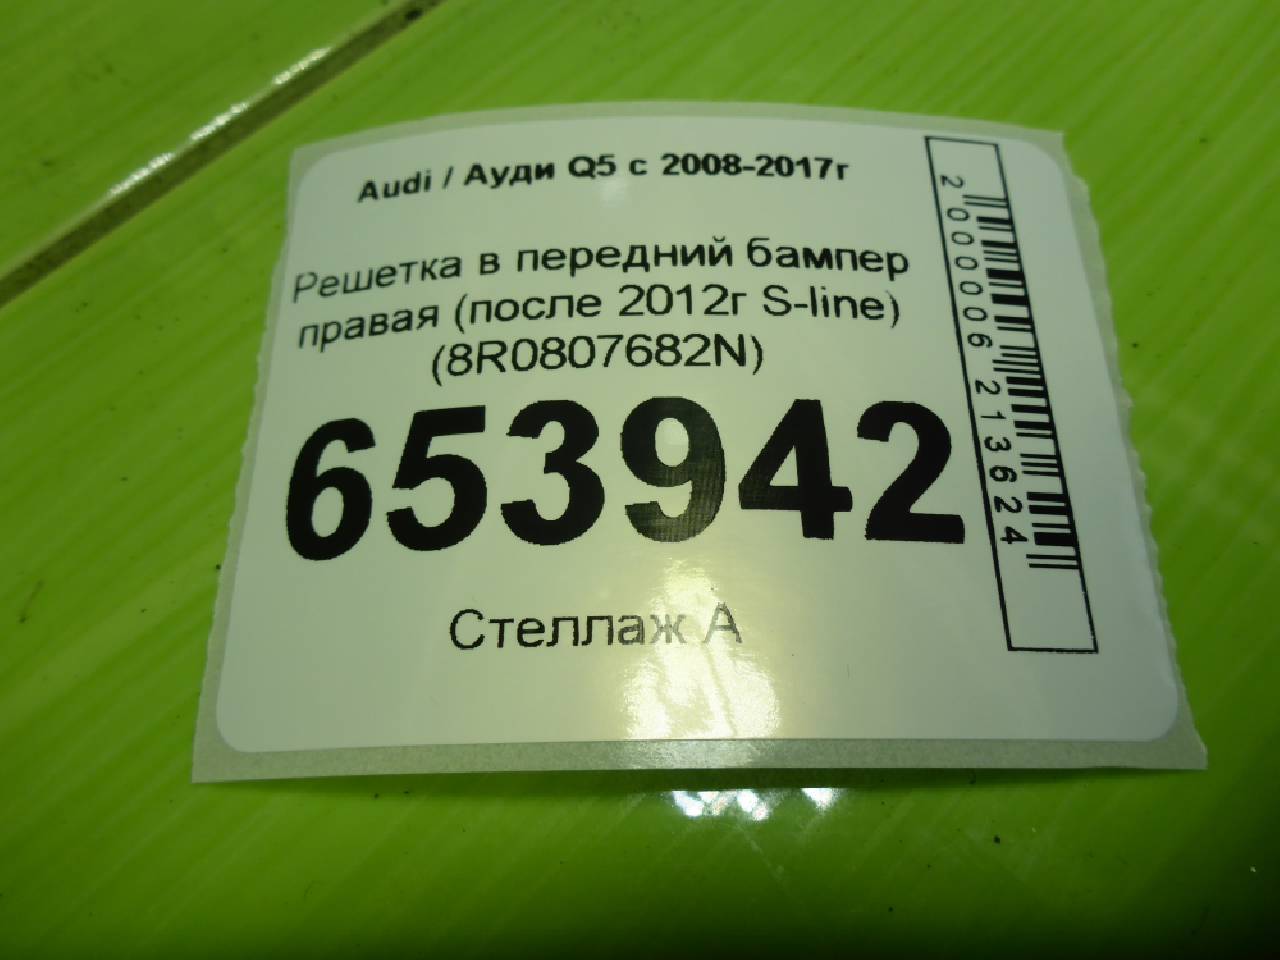 Audi / Ауди Q5 с 2008-2017г
Решетка в передний бампер
правая (после 2012г S-line)
(8R0807682N)
653942
Стеллаж А
2000006213624